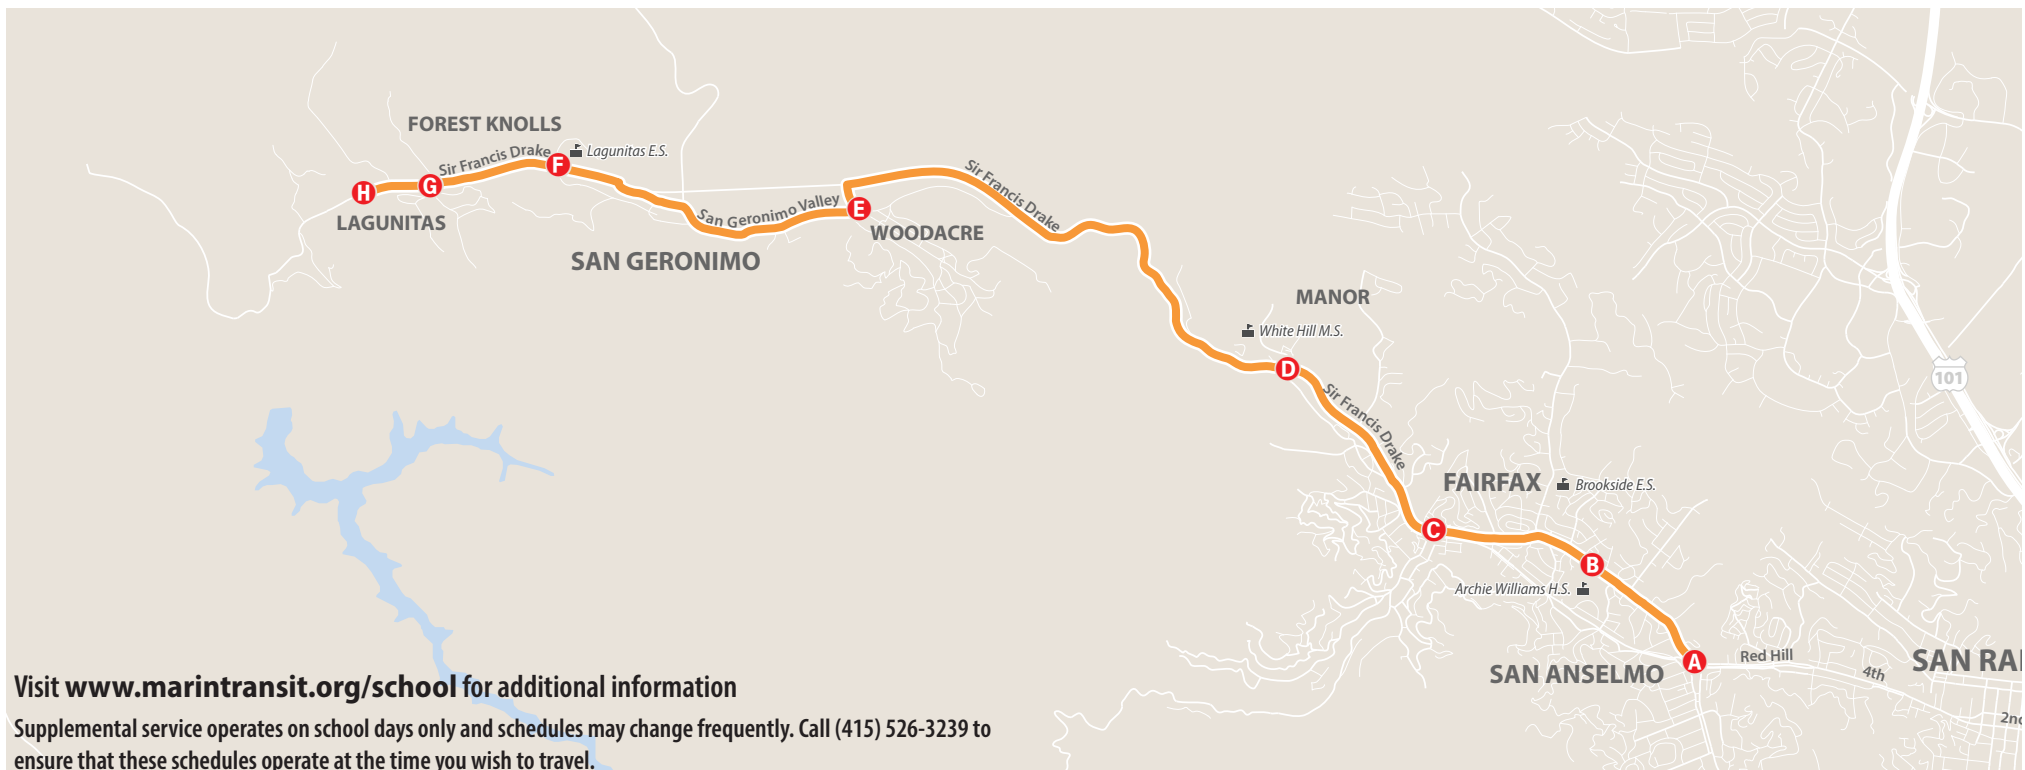 FOREST KNOLLS
Sir Francis Drake
F
Lagunitas E.S.
H
G
LAGUNITAS
San Geronimo Valley
E
Sir Francis Drake
WOODACRE
SAN GERONIMO
MANOR
White Hill M.S.
D
Sir Francis Drake
101
FAIRFAX
Brookside E.S.
C
B
Archie Williams H.S.
A
Red Hill
SAN ANSELMO
4th
SAN RA
2nd
Visit www.marintransit.org/school for additional information
Supplemental service operates on school days only and schedules may change frequently. Call (415) 526-3239 to
ensure that these schedules operate at the time you wish to travel.